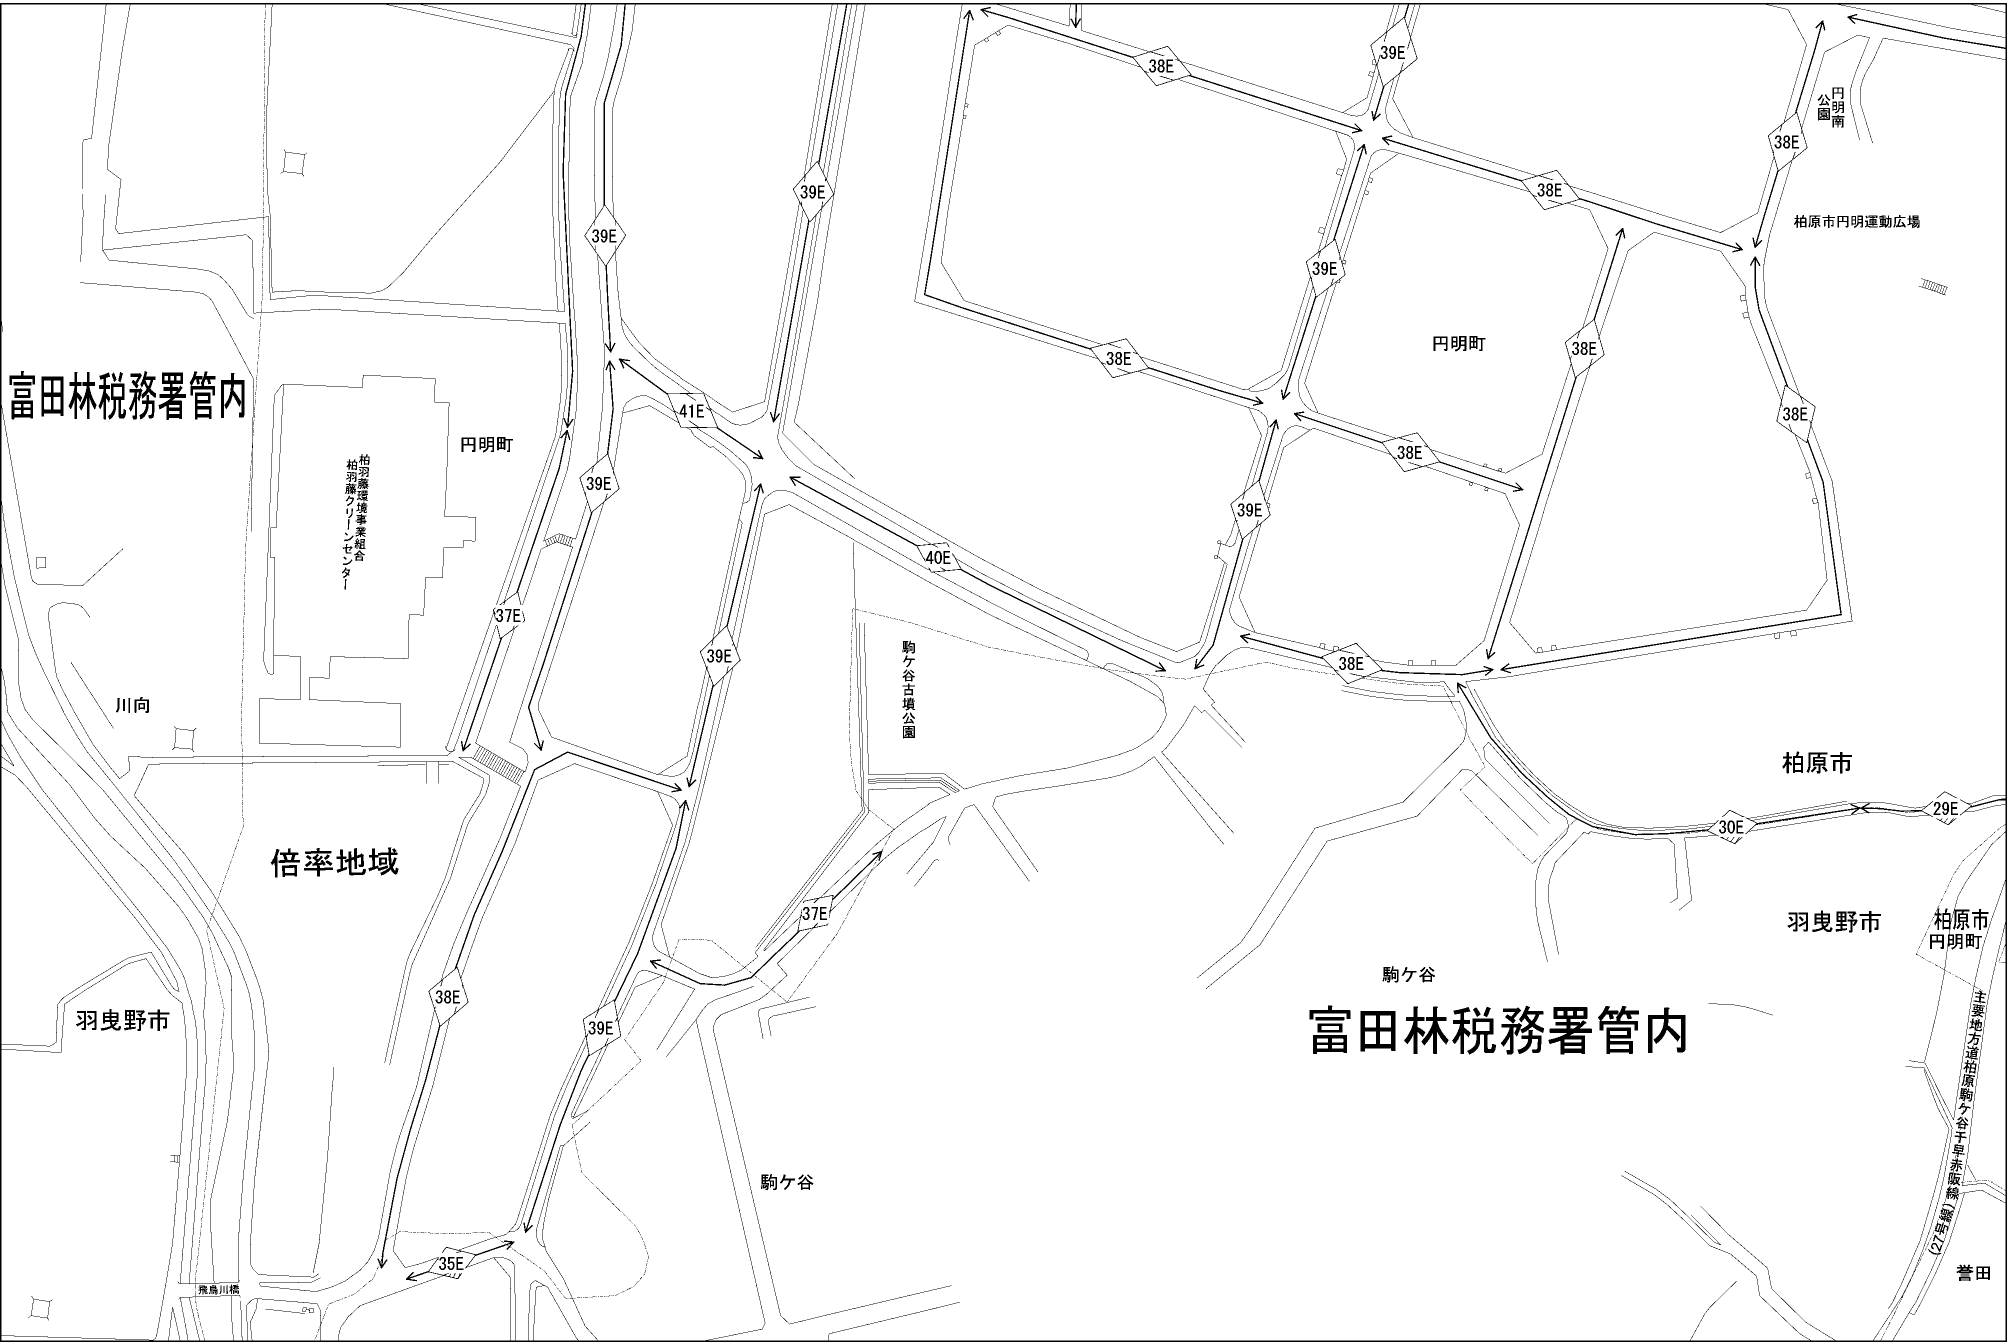 38E
39E
38E
円明南
公園
39E
39E
38E
柏原市円明運動広場
39E
38E
38E
38E
円明町
富田林税務署管内
41E
38E
円明町
38E
39E
柏羽藤環境事業組合
柏羽藤クリーンセンター
39E
40E
37E
39E
38E
駒ケ谷古墳公園
川向
柏原市
29E
30E
倍率地域
37E
羽曳野市
柏原市
円明町
駒ケ谷
38E
羽曳野市
39E
富田林税務署管内
主要地方道柏原駒ケ谷千早赤阪線(27号線)
駒ケ谷
35E
飛鳥川橋
誉田